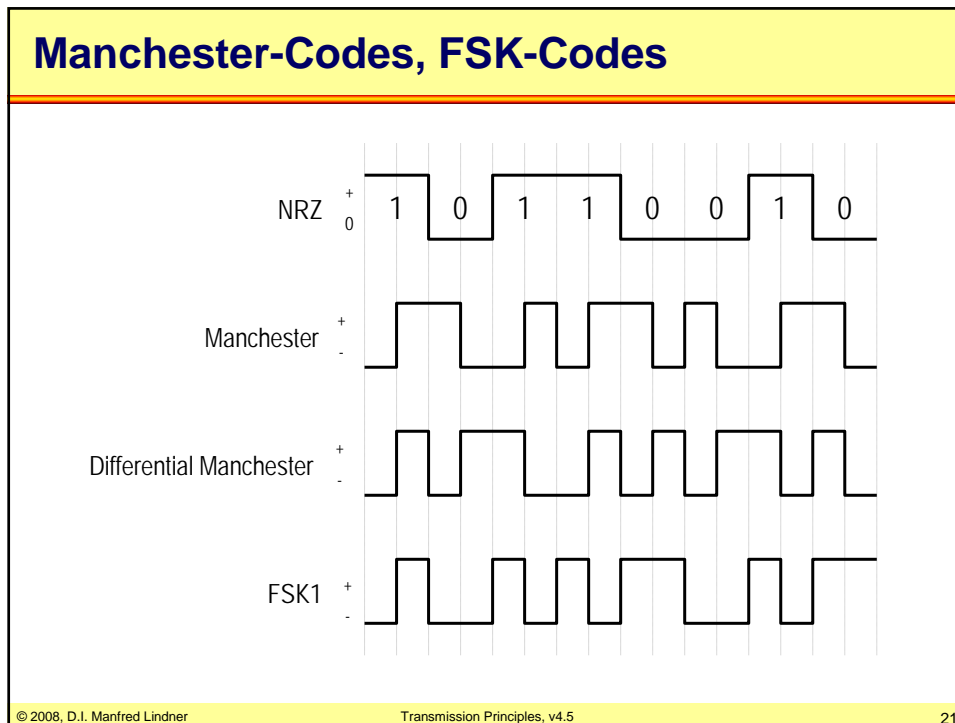 Manchester-Codes, FSK-Codes
NRZ + 0 1 0 1 1 0 0 1 0
Manchester + -
Differential Manchester + -
FSK1 + -
© 2008, D.I. Manfred Lindner Transmission Principles, v4.5 21